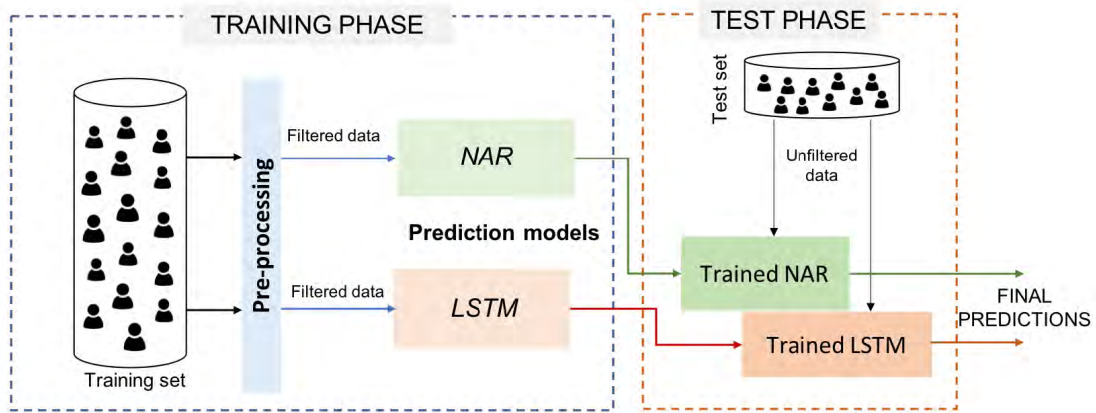 TRAINING PHASE
TEST PHASE
Test set
Filtered data
NAR
Unfiltered
data
Pre-processing
Prediction models
Trained NAR
Filtered data
LSTM
FINAL
PREDICTIONS
Trained LSTM
Training set